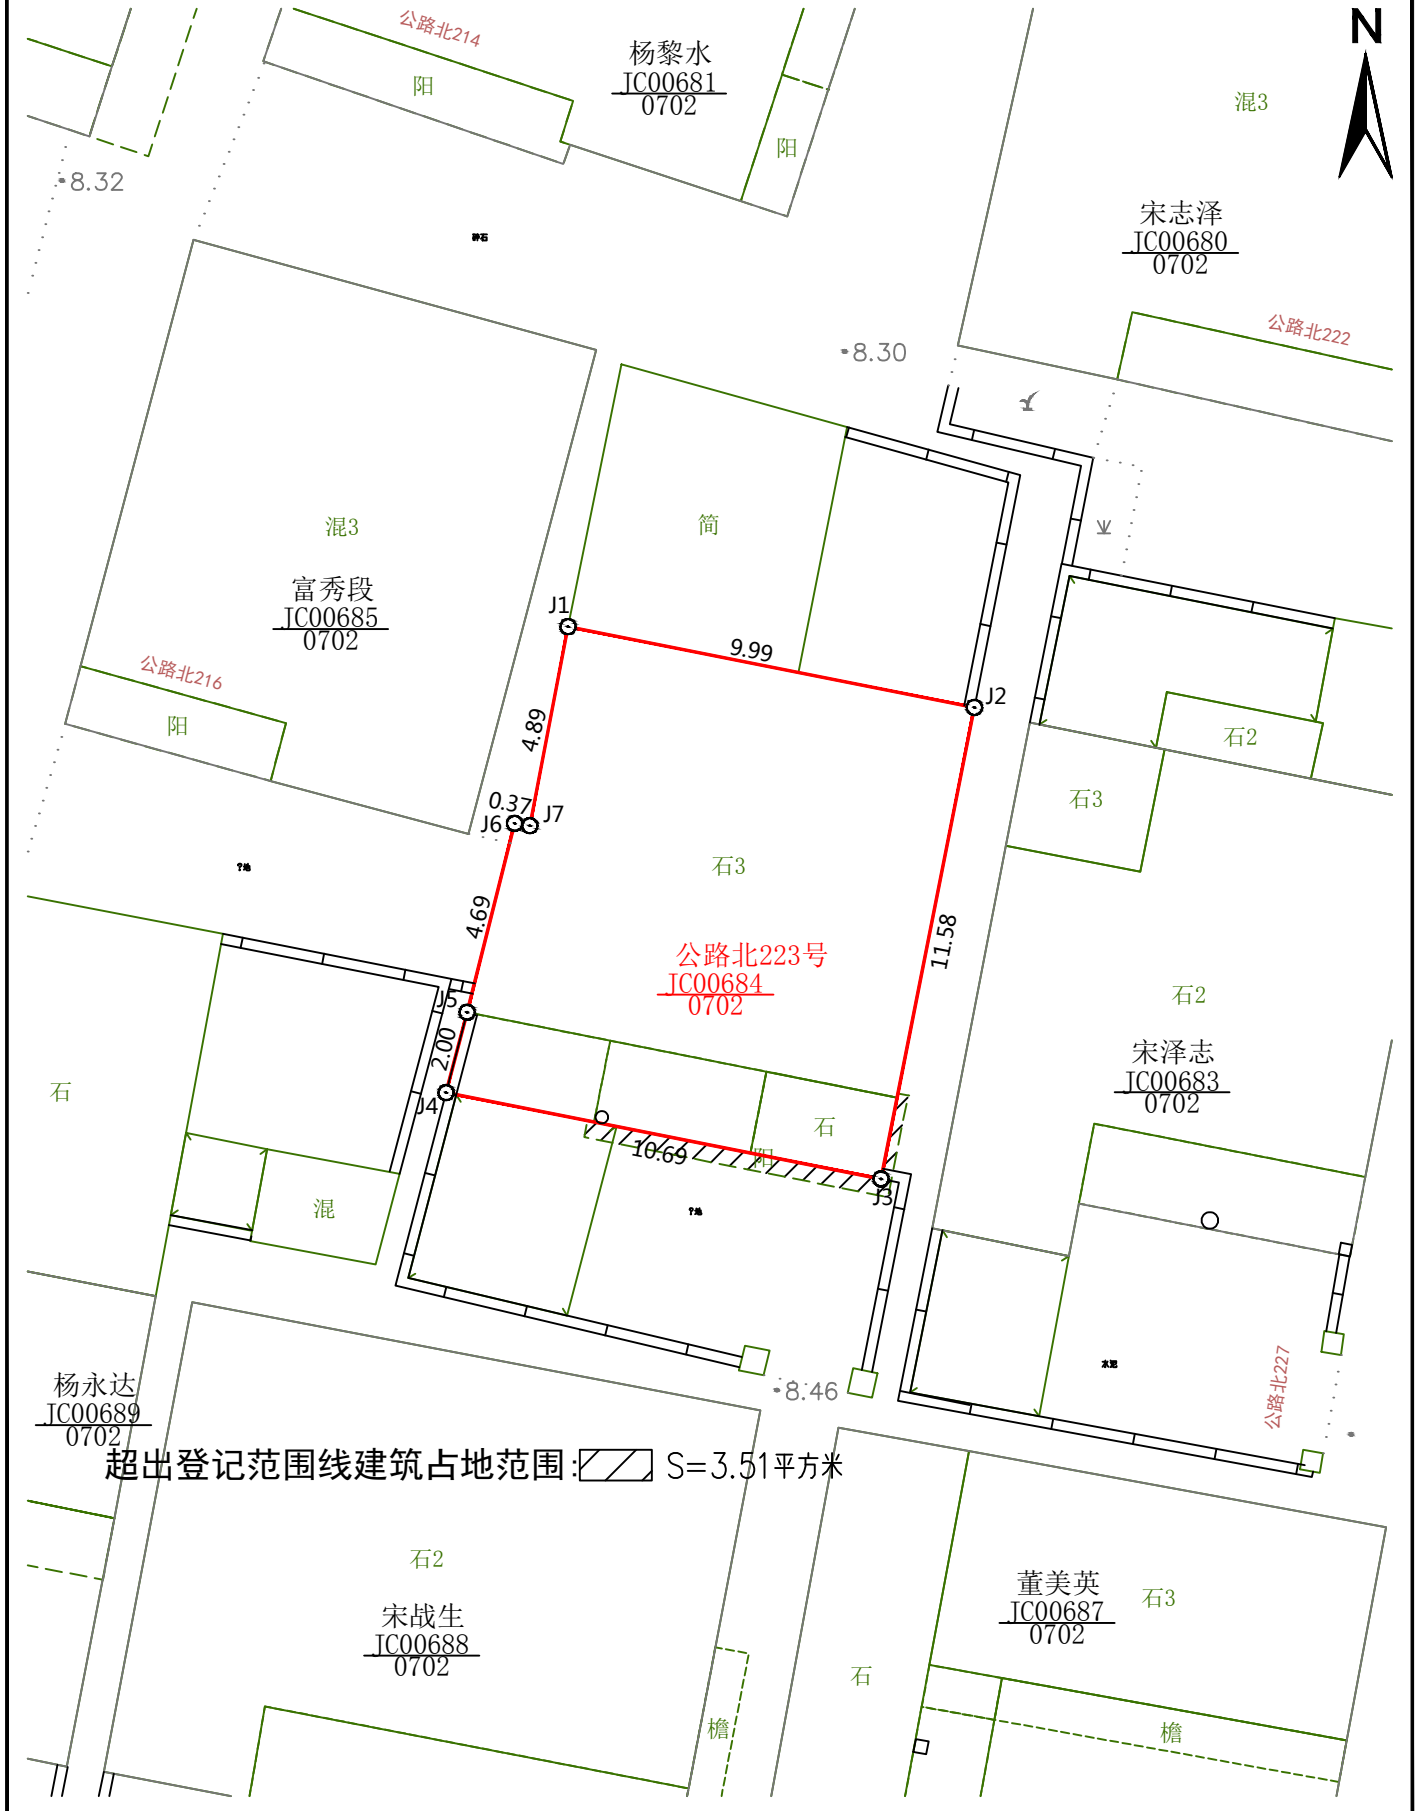 公路北214
杨黎水
JC00681
0702
N
阳
混3
阳
8.32
宋志泽
JC00680
0702
碎石
公路北222
8.30
混3
简
富秀段
JC00685
0702
J1
9.99
公路北216
J2
阳
4.89
石2
0.37
J7
J6
石3
石3
4.69
11.58
公路北223号
JC00684
0702
石2
J5
2.00
宋泽志
JC00683
0702
石
J4
石
10.69
阳
J3
混
水泥
公路北227
8.46
杨永达
JC00689
0702
超出登记范围线建筑占地范围: S=3.51平方米
石2
董美英
JC00687
0702
石3
宋战生
JC00688
0702
石
檐
檐